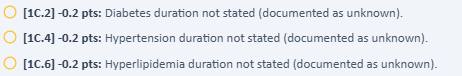 [1C.2] -0.2 pts: Diabetes duration not stated (documented as unknown).
[1C.4] -0.2 pts: Hypertension duration not stated (documented as unknown).
[1C.6] -0.2 pts: Hyperlipidemia duration not stated (documented as unknown).